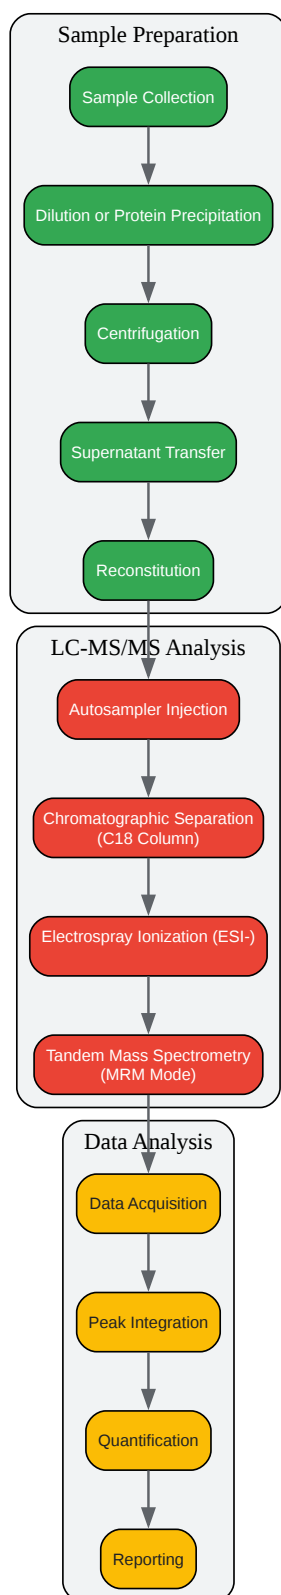 Sample Preparation
Sample Collection
Dilution or Protein Precipitation
Centrifugation
Supernatant Transfer
Reconstitution
LC-MS/MS Analysis
Autosampler Injection
Chromatographic Separation
(C18 Column)
Electrospray Ionization (ESI-)
Tandem Mass Spectrometry
(MRM Mode)
Data Analysis
Data Acquisition
Peak Integration
Quantification
Reporting